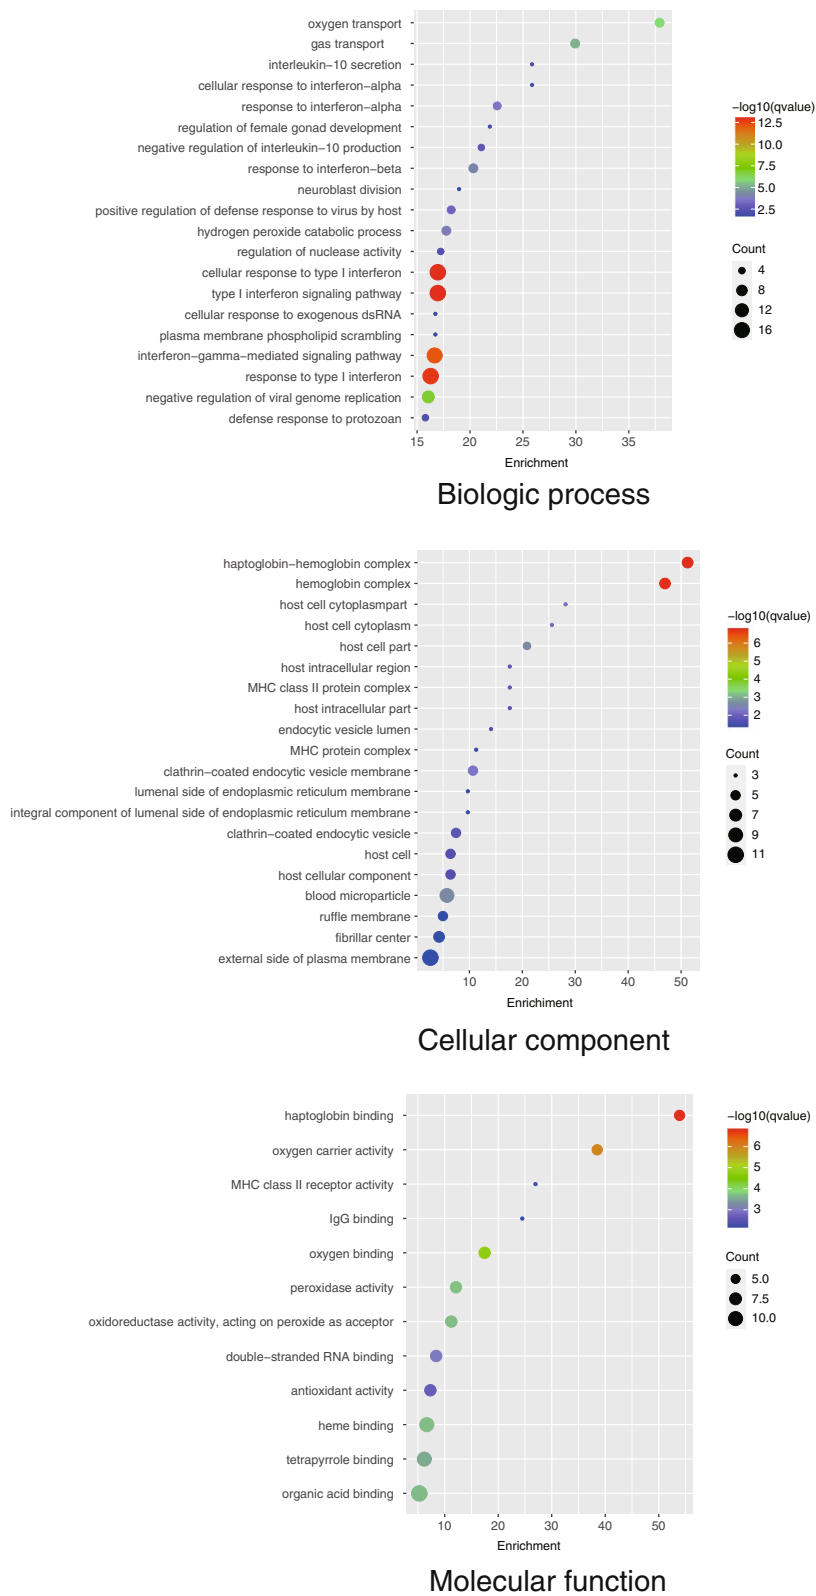 oxygen transport
gas transport
interleukin−10 secretion
cellular response to interferon−alpha
response to interferon−alpha
regulation of female gonad development
negative regulation of interleukin−10 production
response to interferon−beta
neuroblast division
positive regulation of defense response to virus by host
hydrogen peroxide catabolic process
regulation of nuclease activity
cellular response to type I interferon
type I interferon signaling pathway
cellular response to exogenous dsRNA
plasma membrane phospholipid scrambling
interferon−gamma−mediated signaling pathway
response to type I interferon
negative regulation of viral genome replication
defense response to protozoan
15 20 25 30 35
Enrichment
−log10(qvalue)
12.5
10.0
7.5
5.0
2.5
Count
4
8
12
16
Biologic process
haptoglobin−hemoglobin complex
hemoglobin complex
host cell cytoplasmpart
host cell cytoplasm
host cell part
host intracellular region
MHC class II protein complex
host intracellular part
endocytic vesicle lumen
MHC protein complex
clathrin−coated endocytic vesicle membrane
lumenal side of endoplasmic reticulum membrane
integral component of lumenal side of endoplasmic reticulum membrane
clathrin−coated endocytic vesicle
host cell
host cellular component
blood microparticle
ruffle membrane
fibrillar center
external side of plasma membrane
10 20 30 40 50
Enrichiment
−log10(qvalue)
6
5
4
3
2
Count
3
5
7
9
11
Cellular component
haptoglobin binding
oxygen carrier activity
MHC class II receptor activity
IgG binding
oxygen binding
peroxidase activity
oxidoreductase activity, acting on peroxide as acceptor
double−stranded RNA binding
antioxidant activity
heme binding
tetrapyrrole binding
organic acid binding
10 20 30 40 50
Enrichment
−log10(qvalue)
6
5
4
3
Count
5.0
7.5
10.0
Molecular function